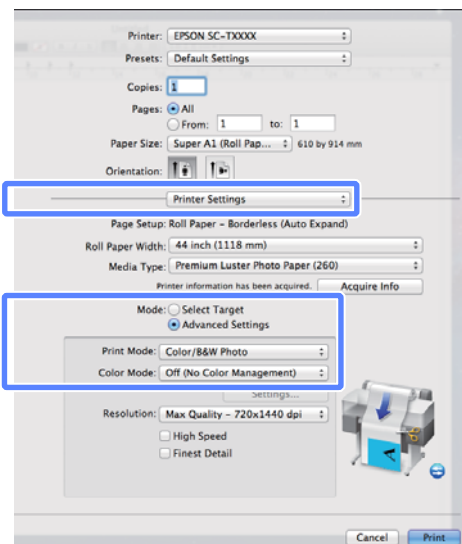 Printer: EPSON SC-TXXXX
Presets: Default Settings
Copies: 1
Pages: All
From: 1 to: 1
Paper Size: Super A1 (Roll Pap... 610 by 914 mm
Orientation:
Printer Settings
Page Setup: Roll Paper - Borderless (Auto Expand)
Roll Paper Width: 44 inch (1118 mm)
Media Type: Premium Luster Photo Paper (260)
Printer information has been acquired. Acquire Info
Mode: Select Target
Advanced Settings
Print Mode: Color/B&W Photo
Color Mode: Off (No Color Management)
Settings...
Resolution: Max Quality - 720x1440 dpi
High Speed
Finest Detail
Cancel Print